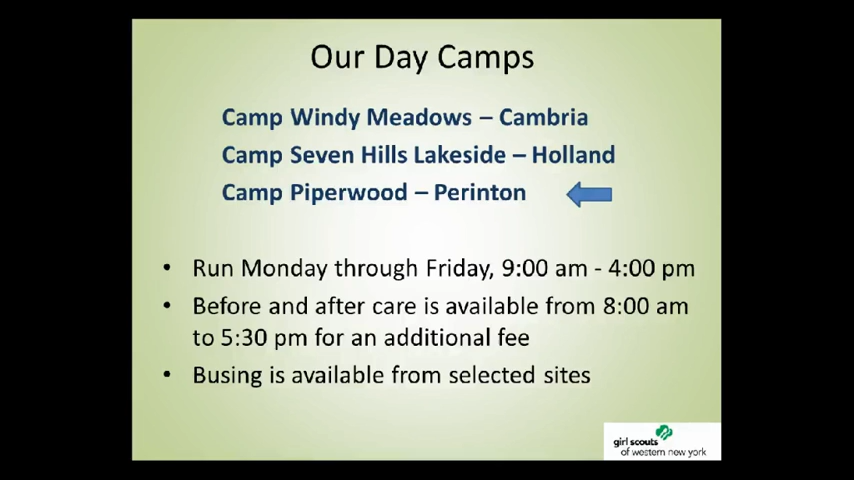 Our Day Camps
Camp Windy Meadows – Cambria
Camp Seven Hills Lakeside – Holland
Camp Piperwood – Perinton
• Run Monday through Friday, 9:00 am - 4:00 pm
• Before and after care is available from 8:00 am
to 5:30 pm for an additional fee
• Busing is available from selected sites
girl scouts
of western new york